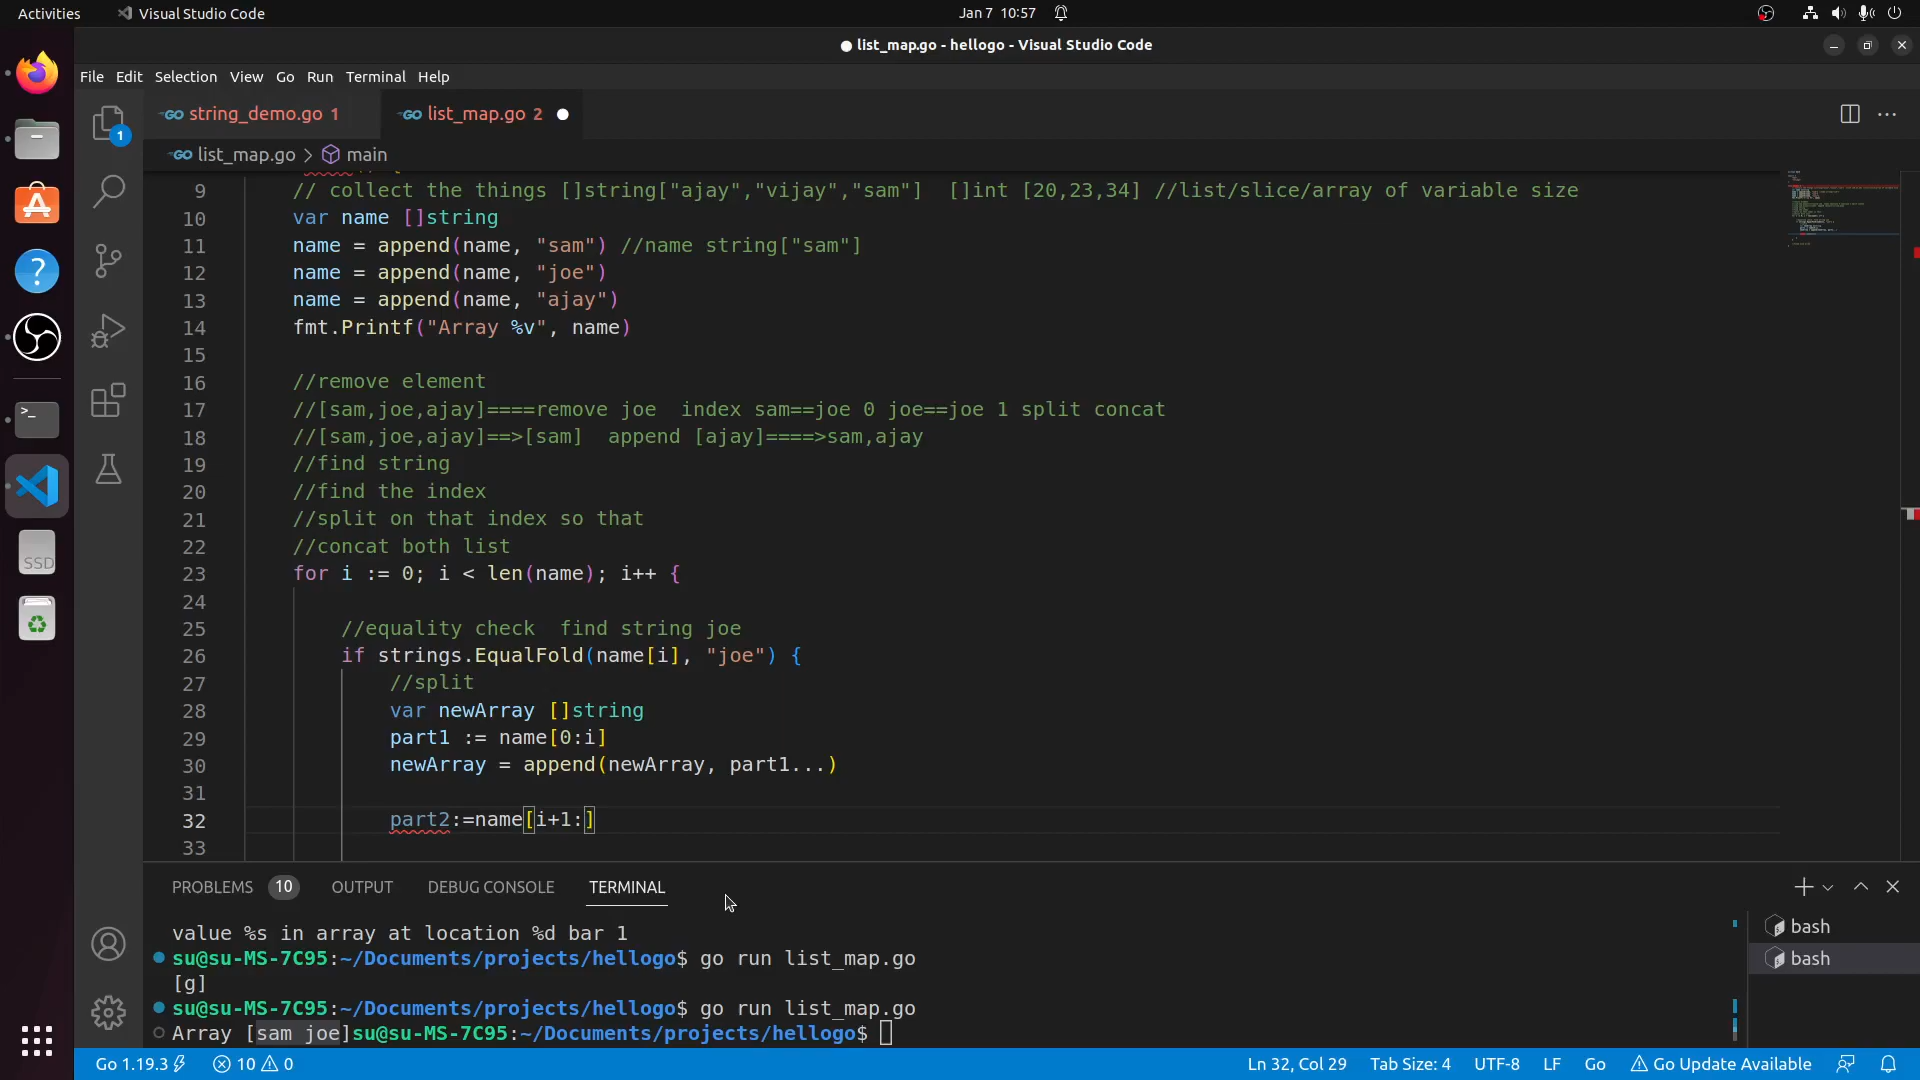 Activities
Visual Studio Code
Jan 7 10:57
list_map.go - hellogo - Visual Studio Code
File Edit Selection View Go Run Terminal Help
GO string_demo.go 1
GO list_map.go 2
GO list_map.go > main
9 // collect the things []string["ajay","vijay","sam"]  []int [20,23,34] //list/slice/array of variable size
10 var name []string
11 name = append(name, "sam") //name string["sam"]
12 name = append(name, "joe")
13 name = append(name, "ajay")
14 fmt.Printf("Array %v", name)
15
16 //remove element
17 //[sam,joe,ajay]====remove joe  index sam==joe 0 joe==joe 1 split concat
18 //[sam,joe,ajay]==>[sam]  append [ajay]====>sam,ajay
19 //find string
20 //find the index
21 //split on that index so that
22 //concat both list
23 for i := 0; i < len(name); i++ {
24
25 //equality check  find string joe
26 if strings.EqualFold(name[i], "joe") {
27 //split
28 var newArray []string
29 part1 := name[0:i]
30 newArray = append(newArray, part1...)
31
32 part2:=name[i+1:]
33
1
SSD
PROBLEMS 10 OUTPUT DEBUG CONSOLE TERMINAL
value %s in array at location %d bar 1
su@su-MS-7C95:~/Documents/projects/hellogo$ go run list_map.go
[g]
su@su-MS-7C95:~/Documents/projects/hellogo$ go run list_map.go
Array [sam joe]su@su-MS-7C95:~/Documents/projects/hellogo$
bash
bash
Go 1.19.3
10 0
Ln 32, Col 29
Tab Size: 4
UTF-8
LF
Go
Go Update Available